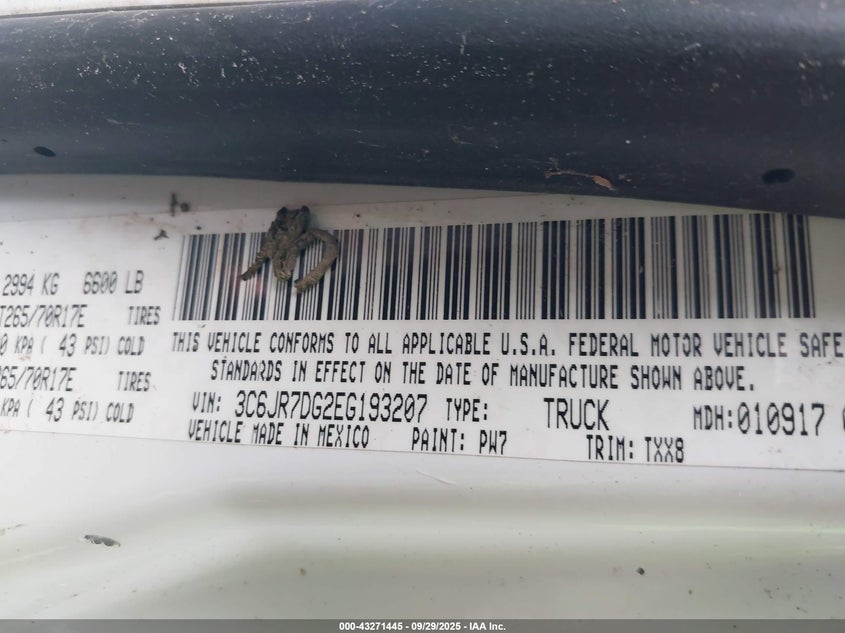 2994 KG 6600 LB
T265/70R17E TIRES
0 KPA ( 43 PSI) COLD
265/70R17E TIRES
KPA ( 43 PSI) COLD
THIS VEHICLE CONFORMS TO ALL APPLICABLE U.S.A. FEDERAL MOTOR VEHICLE SAFE
STANDARDS IN EFFECT ON THE DATE OF MANUFACTURE SHOWN ABOVE.
VIN: 3C6JR7DG2EG193207 TYPE: TRUCK MDH:010917
VEHICLE MADE IN MEXICO PAINT: PW7 TRIM: TXX8
000-43271445 - 09/29/2025 - IAA Inc.